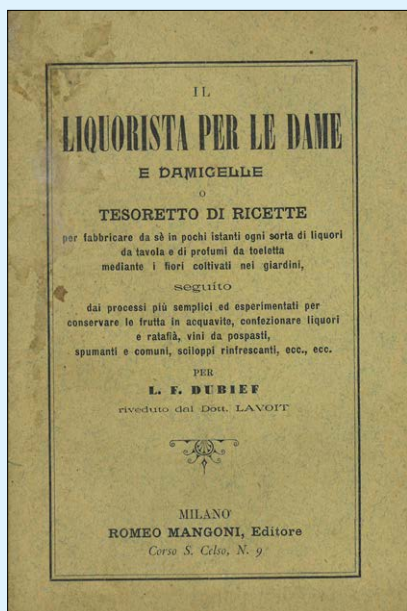 IL
LIQUORISTA PER LE DAME
E DAMIGELLE
O
TESORETTO DI RICETTE
per fabbricare da sè in pochi istanti ogni sorta di liquori
da tavola e di profumi da toeletta
mediante i fiori coltivati nei giardini,
seguito
dai processi più semplici ed esperimentati per
conservare le frutta in acquavite, confezionare liquori
e ratafià, vini da pospasti,
spumanti e comuni, sciloppi rinfrescanti, ecc., ecc.
PER
L. F. DUBIEF
riveduto dal Dott. LAVOIT
MILANO
ROMEO MANGONI, Editore
Corso S. Celso, N. 9